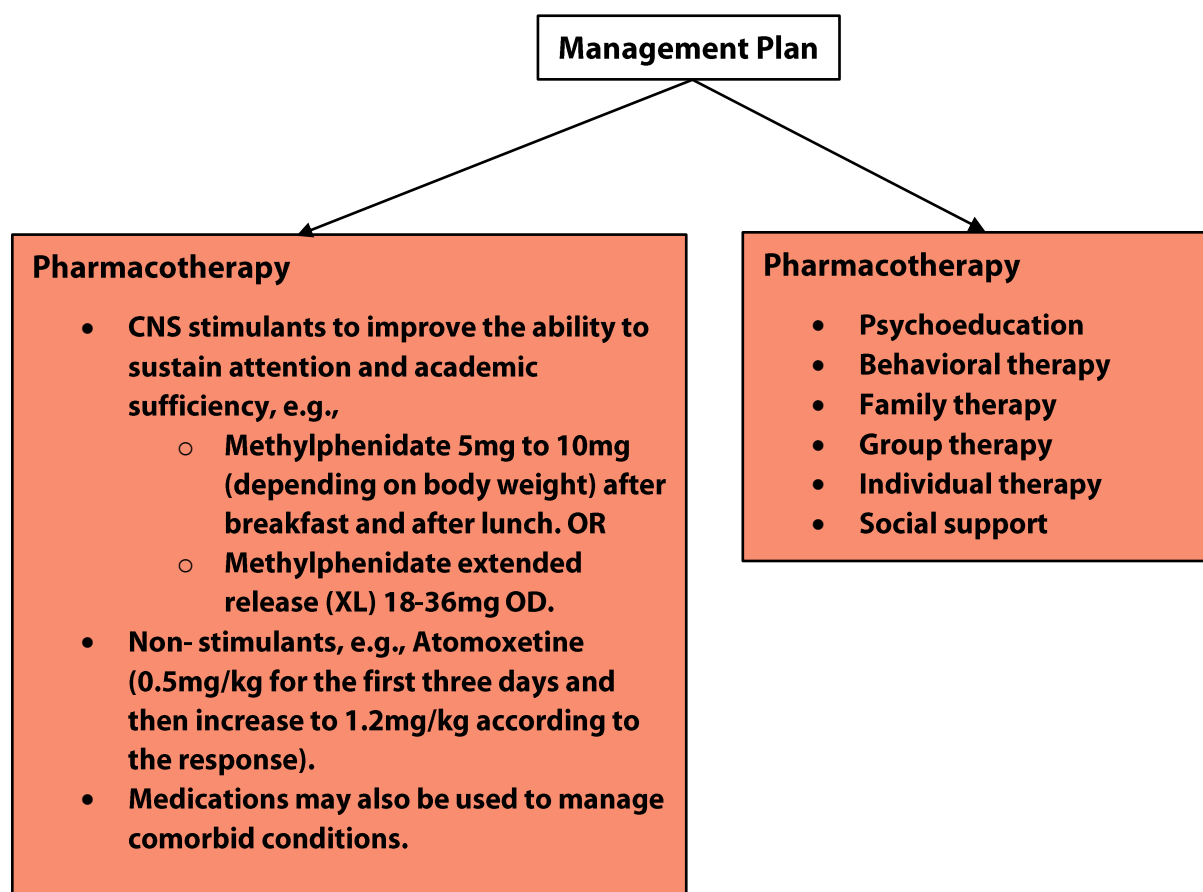 Management Plan
Pharmacotherapy
• CNS stimulants to improve the ability to
sustain attention and academic
sufficiency, e.g.,
o Methylphenidate 5mg to 10mg
(depending on body weight) after
breakfast and after lunch. OR
o Methylphenidate extended
release (XL) 18-36mg OD.
• Non- stimulants, e.g., Atomoxetine
(0.5mg/kg for the first three days and
then increase to 1.2mg/kg according to
the response).
• Medications may also be used to manage
comorbid conditions.
Pharmacotherapy
• Psychoeducation
• Behavioral therapy
• Family therapy
• Group therapy
• Individual therapy
• Social support